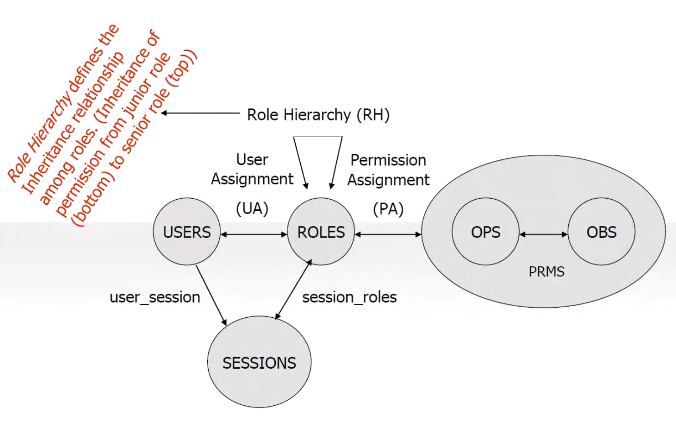 Role Hierarchy defines the
Inheritance relationship
among roles. (Inheritance of
permission from junior role
(bottom) to senior role (top))
Role Hierarchy (RH)
User
Assignment
(UA)
Permission
Assignment
(PA)
USERS
ROLES
OPS
OBS
PRMS
user_session
session_roles
SESSIONS